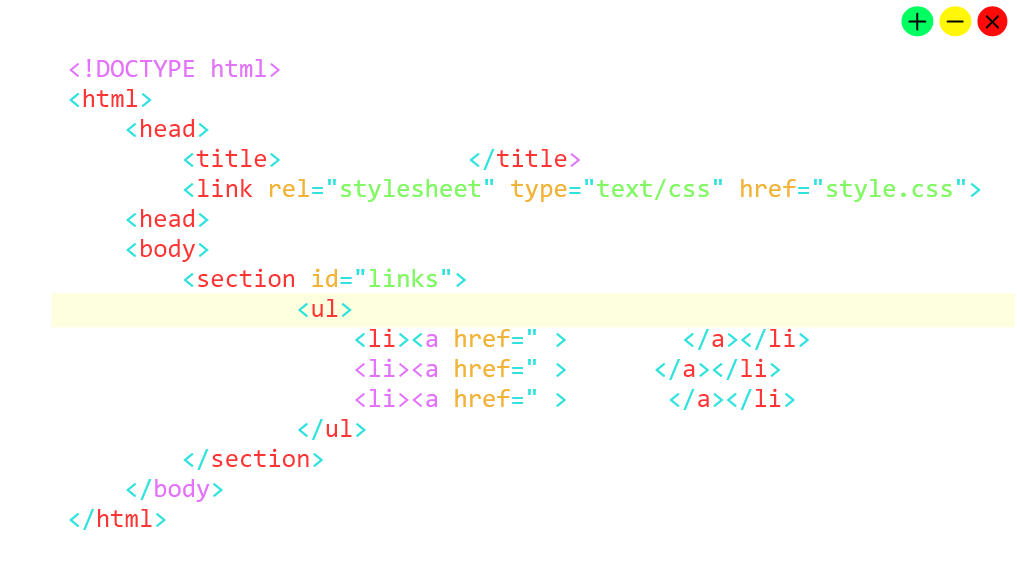 <!DOCTYPE html>
<html>
<head>
<title> </title>
<link rel="stylesheet" type="text/css" href="style.css">
<head>
<body>
<section id="links">
<ul>
<li><a href=" > </a></li>
<li><a href=" > </a></li>
<li><a href=" > </a></li>
</ul>
</section>
</body>
</html>